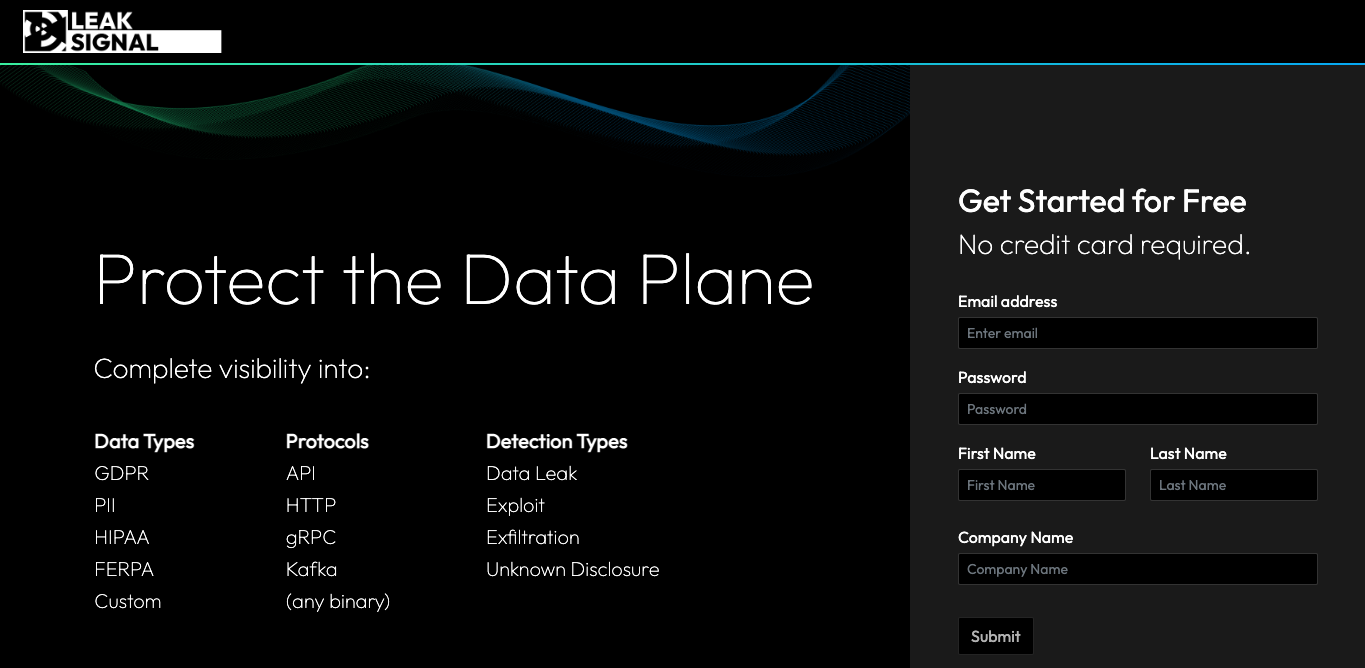 LEAK
SIGNAL
Protect the Data Plane
Complete visibility into:
Data Types
GDPR
PII
HIPAA
FERPA
Custom
Protocols
API
HTTP
gRPC
Kafka
(any binary)
Detection Types
Data Leak
Exploit
Exfiltration
Unknown Disclosure
Get Started for Free
No credit card required.
Email address
Enter email
Password
Password
First Name
First Name
Last Name
Last Name
Company Name
Company Name
Submit